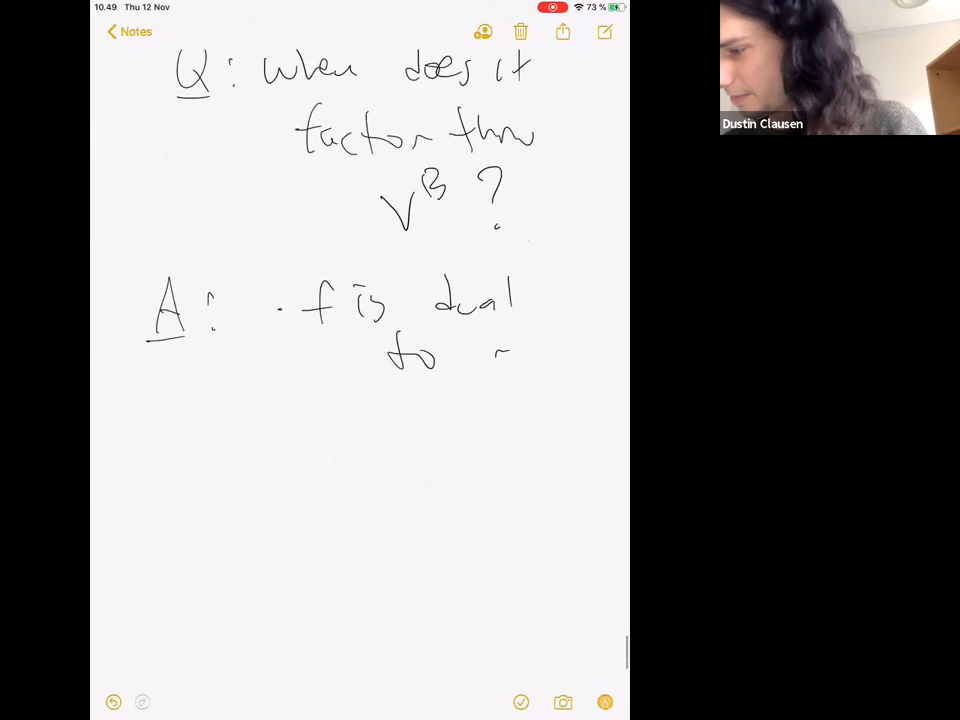 10.49 Thu 12 Nov
73 %
Notes
Dustin Clausen
Q: When does it
factor thru
V^B ?
A: · f is dual
to